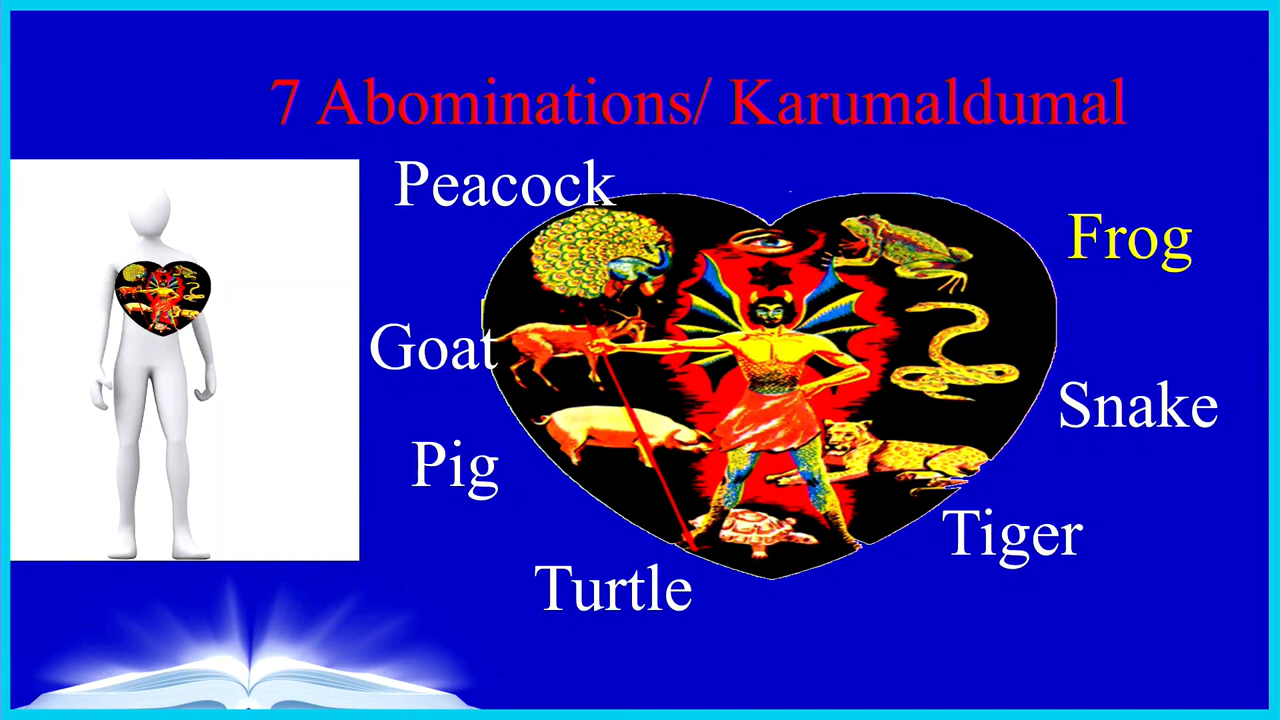 7 Abominations/ Karumaldumal
Peacock
Frog
Goat
Snake
Pig
Tiger
Turtle